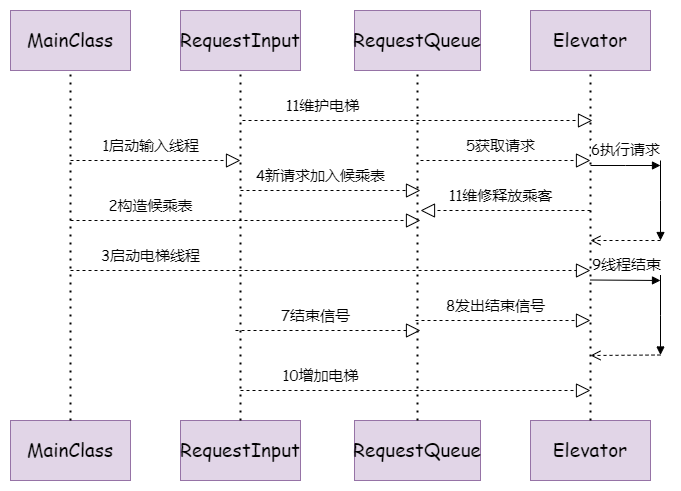 MainClass
RequestInput
RequestQueue
Elevator
11维护电梯
1启动输入线程
5获取请求
6执行请求
4新请求加入候乘表
11维修释放乘客
2构造候乘表
3启动电梯线程
9线程结束
7结束信号
8发出结束信号
10增加电梯
MainClass
RequestInput
RequestQueue
Elevator